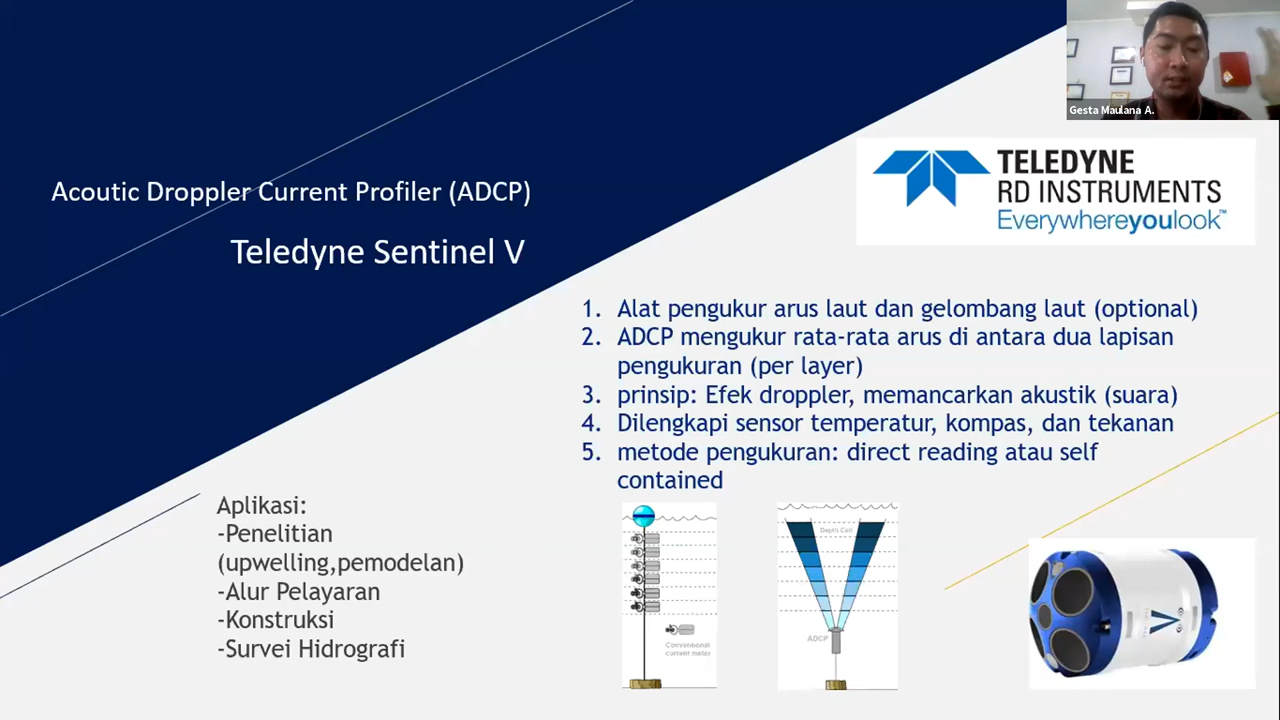 Gesta Maulana A.
TELEDYNE
RD INSTRUMENTS
Everywhereyoulook™
Acoutic Droppler Current Profiler (ADCP)
Teledyne Sentinel V
1. Alat pengukur arus laut dan gelombang laut (optional)
2. ADCP mengukur rata-rata arus di antara dua lapisan
pengukuran (per layer)
3. prinsip: Efek droppler, memancarkan akustik (suara)
4. Dilengkapi sensor temperatur, kompas, dan tekanan
5. metode pengukuran: direct reading atau self
contained
Aplikasi:
-Penelitian
(upwelling,pemodelan)
-Alur Pelayaran
-Konstruksi
-Survei Hidrografi
Conventional
current meter
Depth Cell
ADCP
V